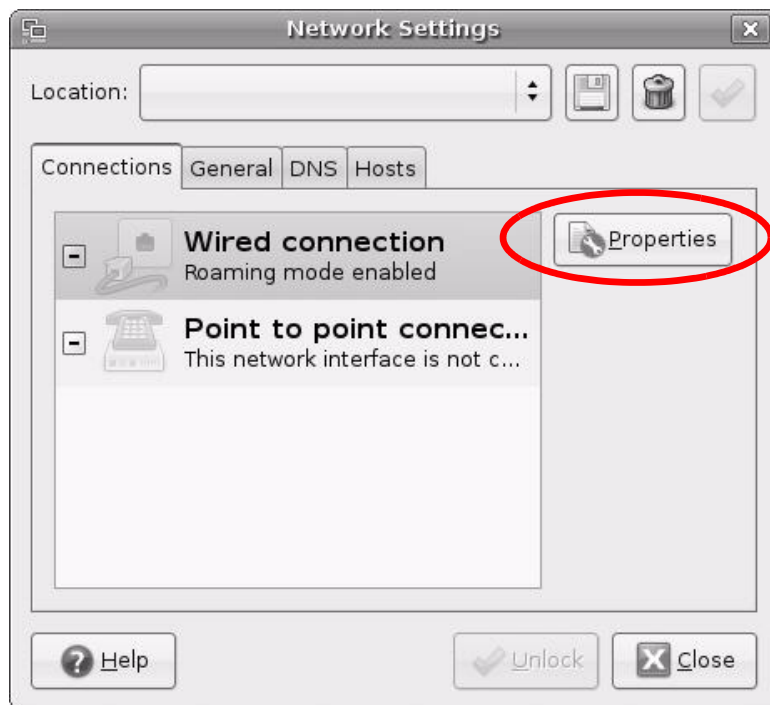 Network Settings
Location:
Connections General DNS Hosts
Wired connection
Roaming mode enabled
Properties
Point to point connec...
This network interface is not c...
Help Unlock Close